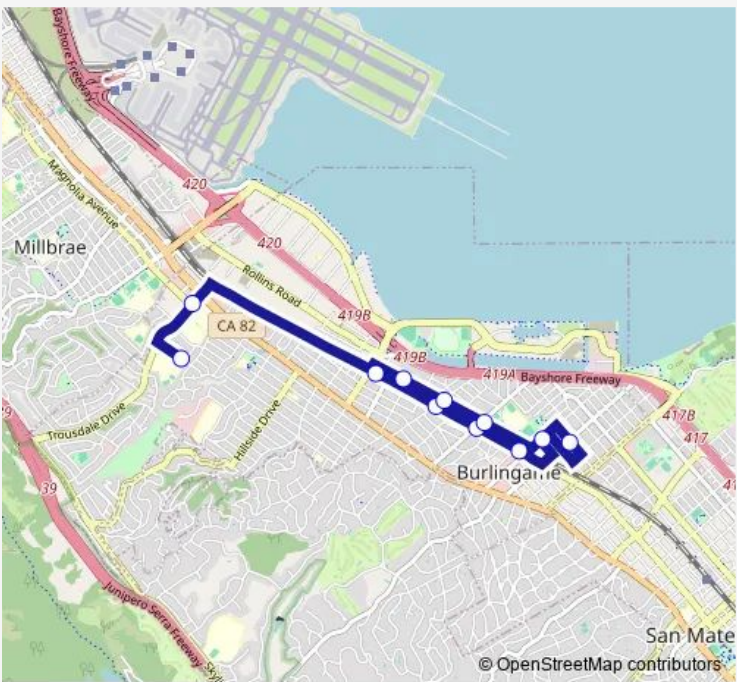 Bayshore Freeway
420
Magnolia Avenue
Millbrae
420
Rollins Road
419B
CA 82
419B
419A
Bayshore Freeway
417B
417
Trousdale Drive
Hillside Drive
39
Burlingame
Junipero Serra Freeway
San Mate
© OpenStreetMap contributors